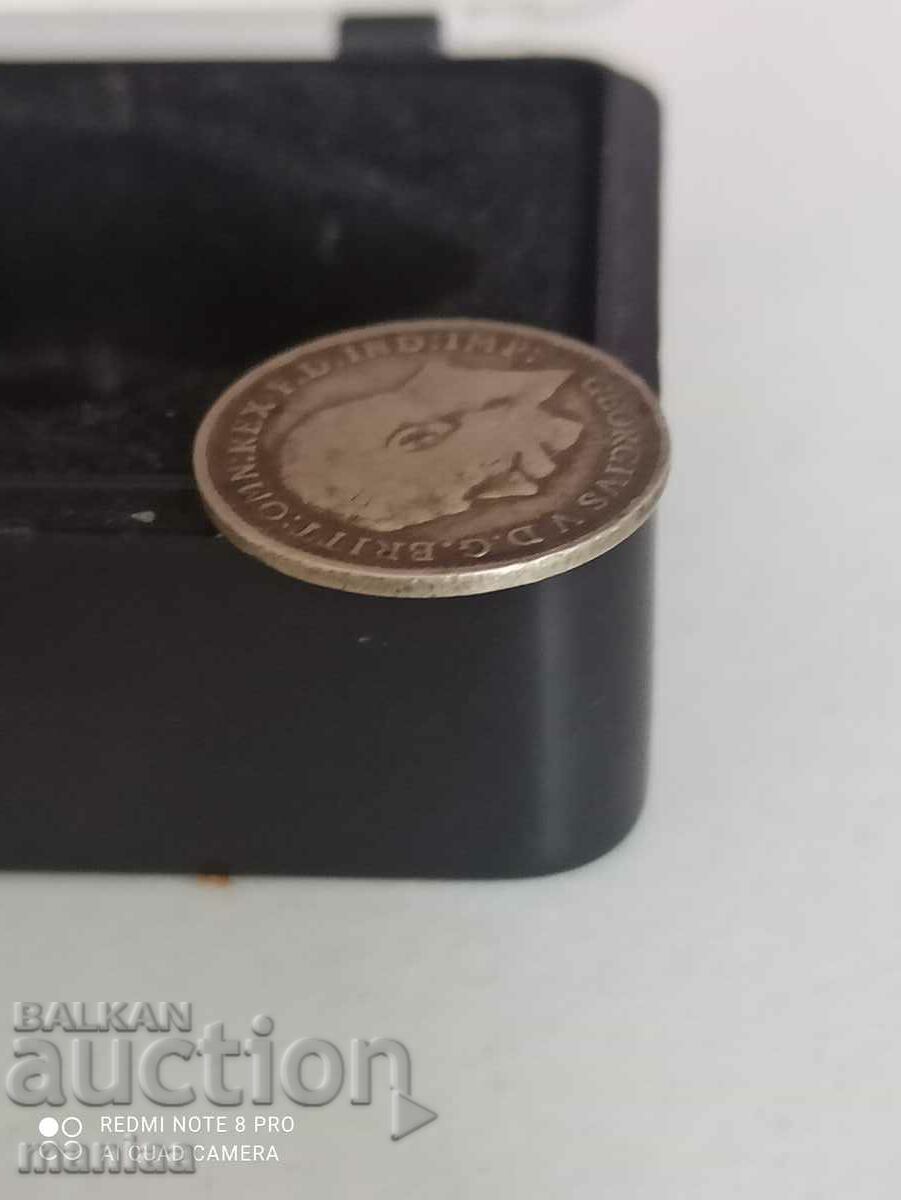 GEORGIVS V D.G.BRITT:OMN:REX F.D.IND:IMP:
BALKAN
auction
REDMI NOTE 8 PRO
AI QUAD CAMERA